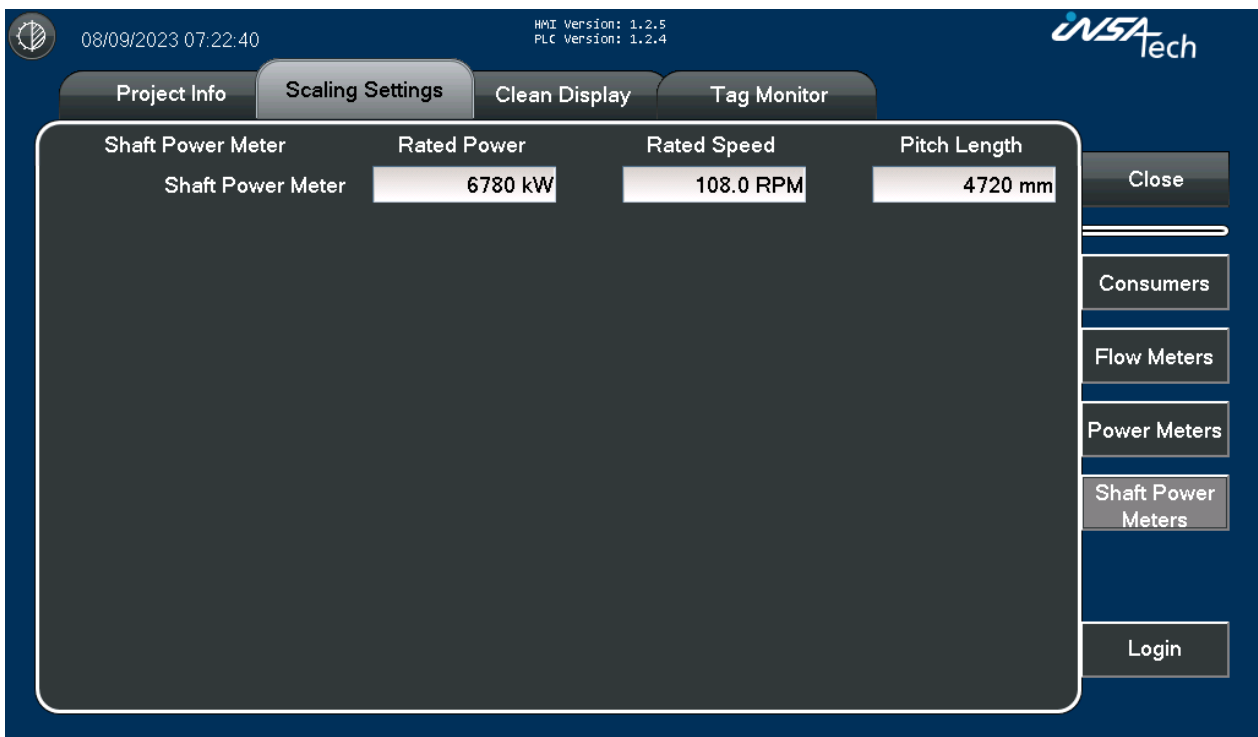 08/09/2023 07:22:40
HMI Version: 1.2.5
PLC Version: 1.2.4
iNSA Tech
Project Info
Scaling Settings
Clean Display
Tag Monitor
Shaft Power Meter Rated Power Rated Speed Pitch Length
Shaft Power Meter 6780 kW 108.0 RPM 4720 mm
Close
Consumers
Flow Meters
Power Meters
Shaft Power
Meters
Login